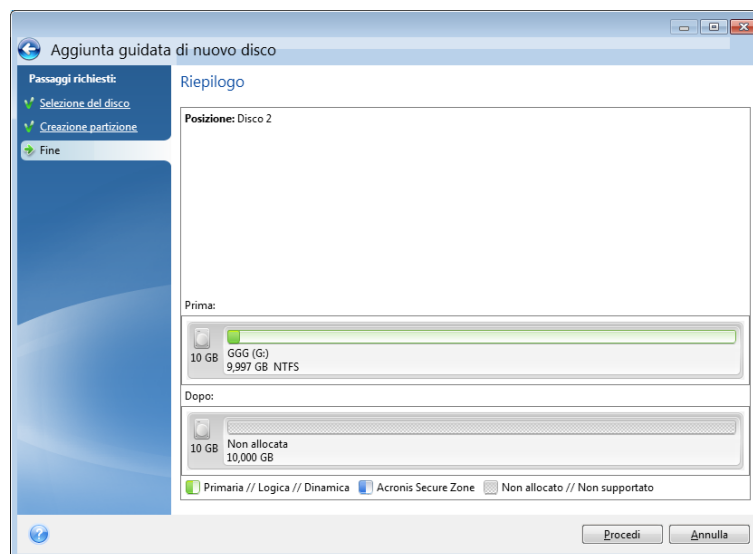 Aggiunta guidata di nuovo disco
Passaggi richiesti:
Selezione del disco
Creazione partizione
Fine
Riepilogo
Posizione: Disco 2
Prima:
10 GB
GGG (G:)
9,997 GB NTFS
Dopo:
10 GB
Non allocata
10,000 GB
Primaria // Logica // Dinamica Acronis Secure Zone Non allocato // Non supportato
Procedi Annulla